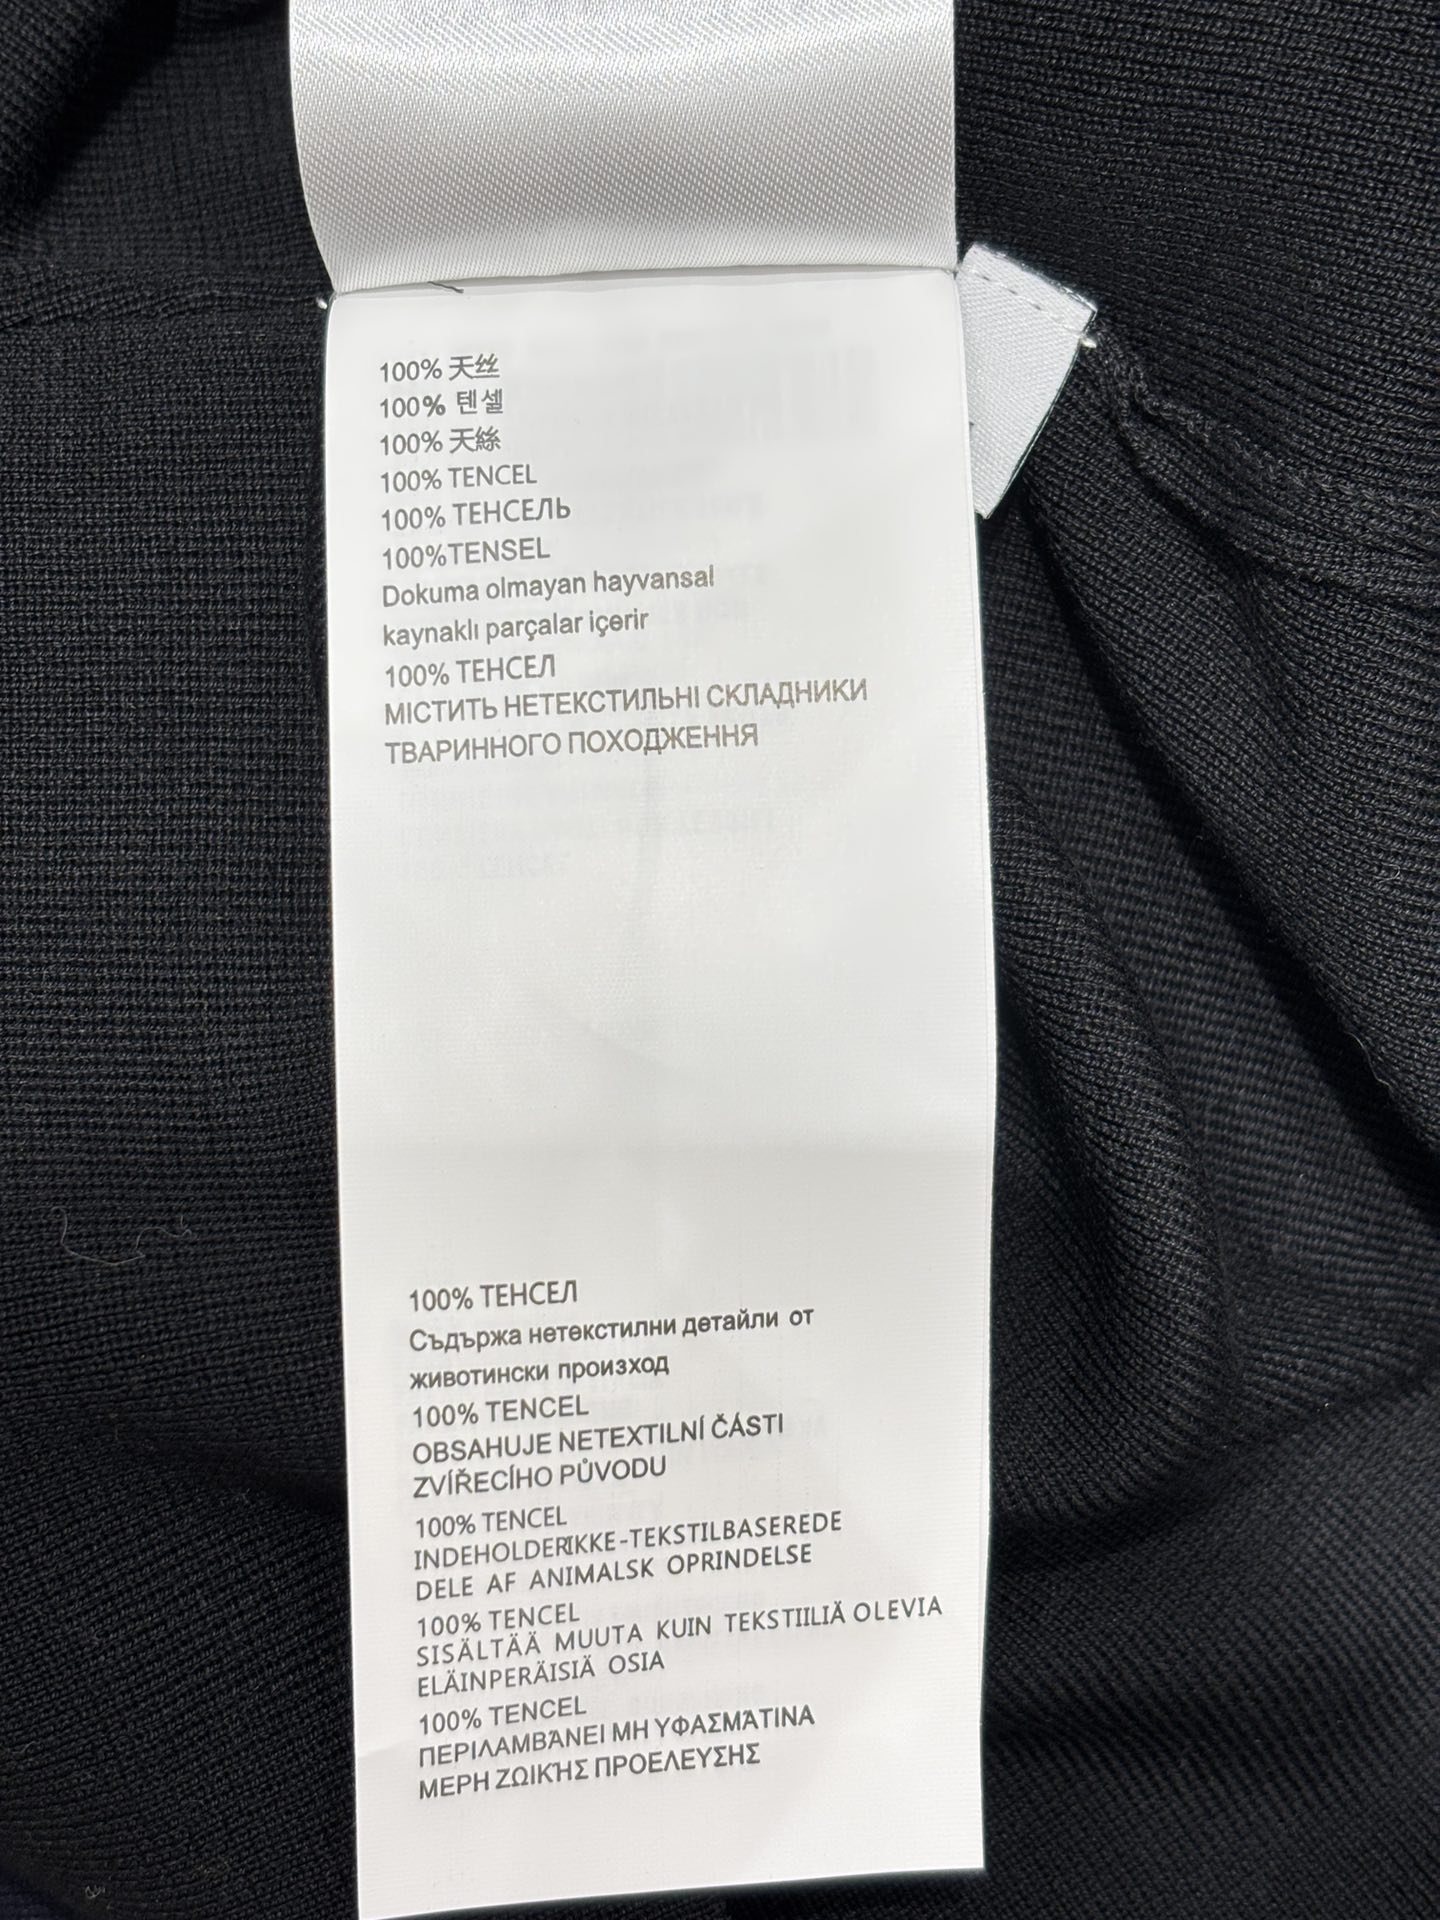 100% 天丝
100% 텐셀
100% 天絲
100% TENCEL
100% ТЕНСЕЛЬ
100%TENSEL
Dokuma olmayan hayvansal
kaynaklı parçalar içerir
100% ТЕНСЕЛ
МІСТИТЬ НЕТЕКСТИЛЬНІ СКЛАДНИКИ
ТВАРИННОГО ПОХОДЖЕННЯ
100% ТЕНСЕЛ
Съдържа нетекстилни детайли от
животински произход
100% TENCEL
OBSAHUJE NETEXTILNÍ ČÁSTI
ZVÍŘECÍHO PŮVODU
100% TENCEL
INDEHOLDERIKKE-TEKSTILBASEREDE
DELE AF ANIMALSK OPRINDELSE
100% TENCEL
SISÄLTÄÄ MUUTA KUIN TEKSTIILIÄ OLEVIA
ELÄINPERÄISIÄ OSIA
100% TENCEL
ΠΕΡΙΛΑΜΒΆΝΕΙ ΜΗ ΥΦΑΣΜΆΤΙΝΑ
ΜΕΡΗ ΖΩΙΚΉΣ ΠΡΟΕΛΕΥΣΗΣ